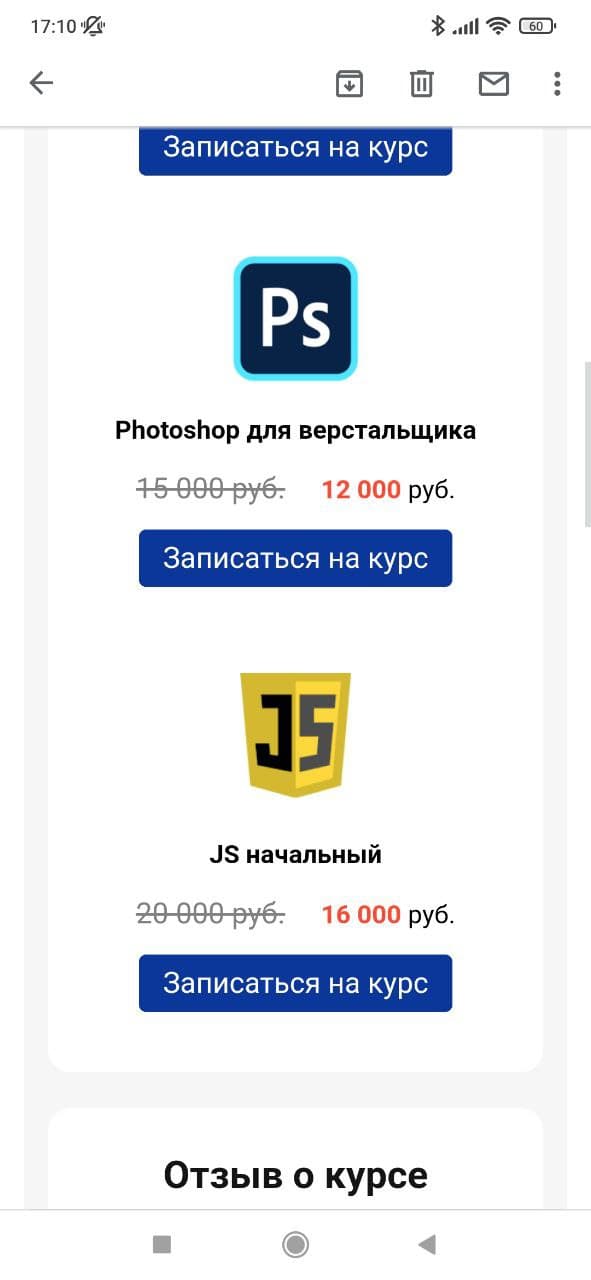 17:10
60
Записаться на курс
Ps
Photoshop для верстальщика
15 000 руб. 12 000 руб.
Записаться на курс
JS
JS начальный
20 000 руб. 16 000 руб.
Записаться на курс
Отзыв о курсе